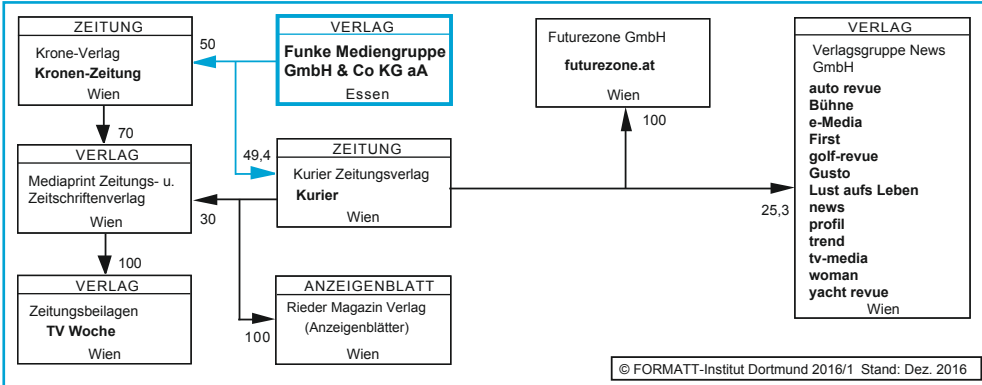 ZEITUNG
Krone-Verlag
Kronen-Zeitung
Wien
50
VERLAG
Funke Mediengruppe
GmbH & Co KG aA
Essen
Futurezone GmbH
futurezone.at
Wien
100
VERLAG
Verlagsgruppe News
GmbH
auto revue
Bühne
e-Media
First
golf-revue
Gusto
Lust aufs Leben
news
profil
trend
tv-media
woman
yacht revue
Wien
25,3
70
VERLAG
Mediaprint Zeitungs- u.
Zeitschriftenverlag
Wien
30
49,4
ZEITUNG
Kurier Zeitungsverlag
Kurier
Wien
100
VERLAG
Zeitungsbeilagen
TV Woche
Wien
100
ANZEIGENBLATT
Rieder Magazin Verlag
(Anzeigenblätter)
Wien
© FORMATT-Institut Dortmund 2016/1 Stand: Dez. 2016